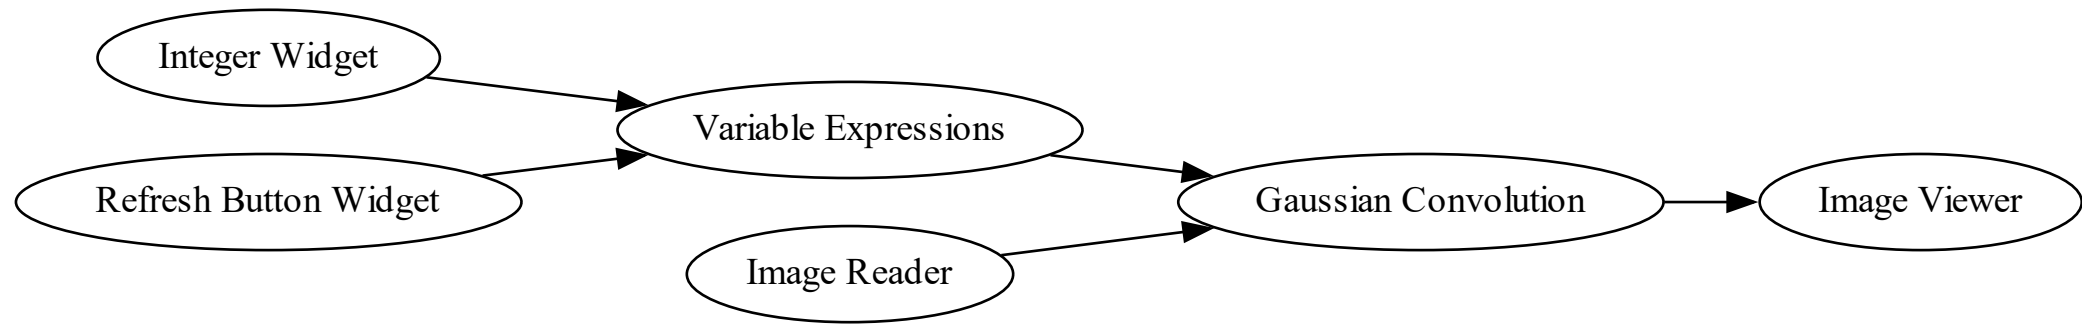 Integer Widget
Variable Expressions
Refresh Button Widget
Gaussian Convolution
Image Viewer
Image Reader